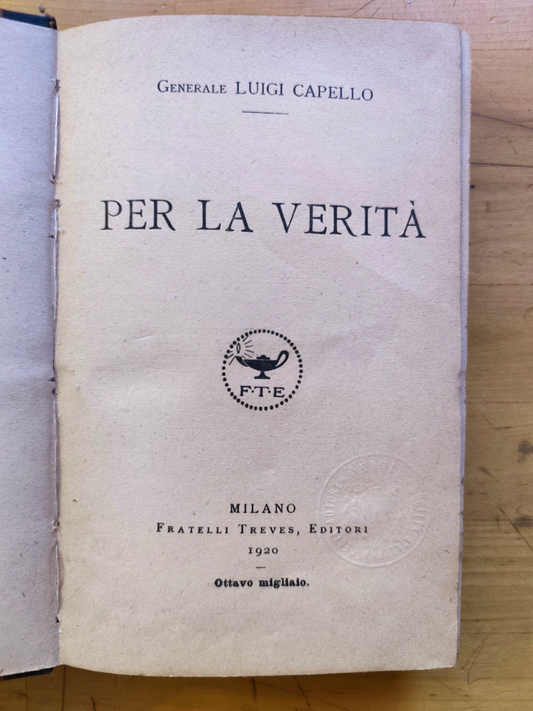 Generale LUIGI CAPELLO
PER LA VERITÀ
F·T·E
MILANO
Fratelli Treves, Editori
1920
Ottavo migliaio.